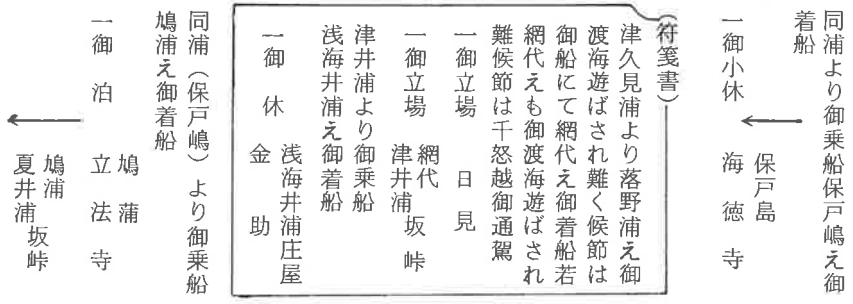 同浦より御乗船保戸嶋え御
着船
保戸島
一御小休　海徳寺
(符箋書)
津久見浦より落野浦え御
渡海遊ばされ難く候節は
御船にて網代え御着船若
網代えも御渡海遊ばされ
難候節は千怒越御通駕
一御立場　日見
一御立場　網代　津井浦　坂峠
津井浦より御乗船
浅海井浦え御着船
浅海井浦庄屋
一御休　金助
同浦（保戸嶋）より御乗船
鳩浦え御着船
鳩蒲
一御泊　立法寺
鳩浦
夏井浦　坂峠